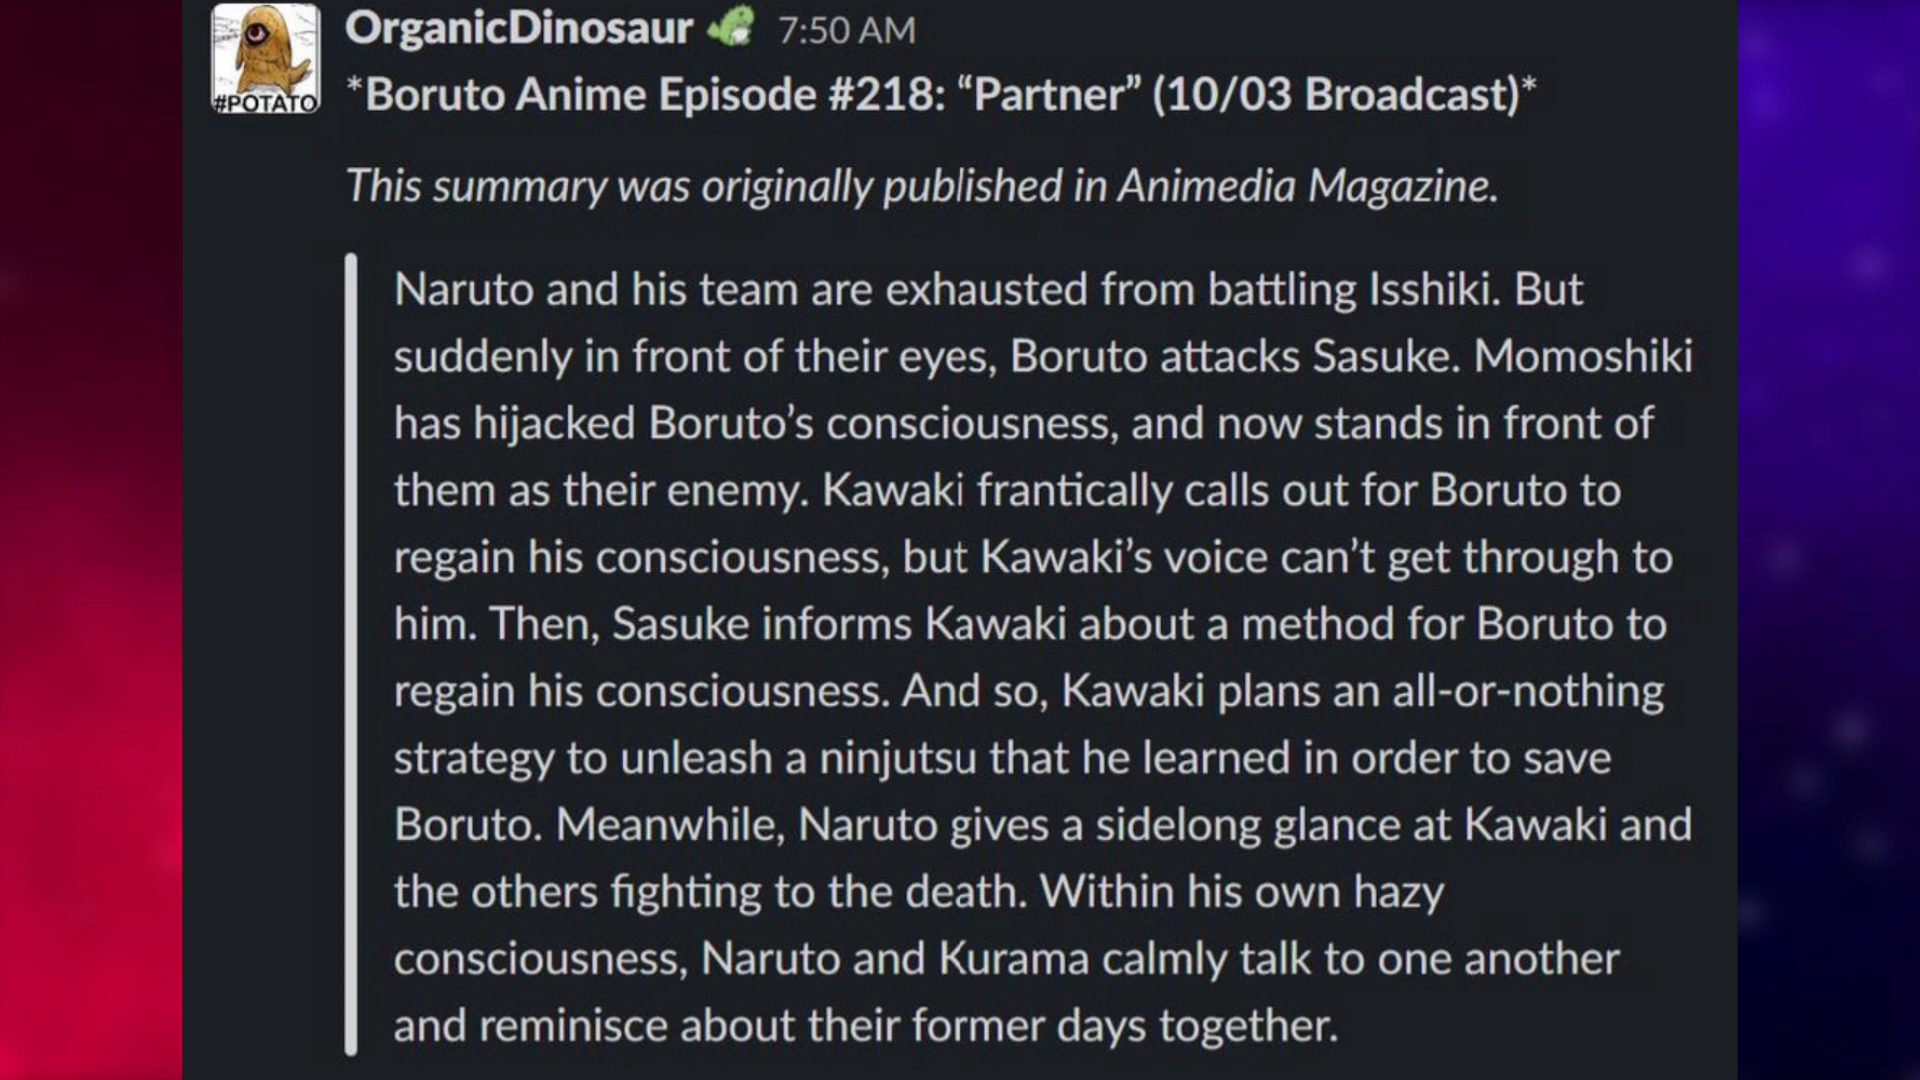 OrganicDinosaur 7:50 AM
#POTATO
*Boruto Anime Episode #218: “Partner” (10/03 Broadcast)*
This summary was originally published in Animedia Magazine.
Naruto and his team are exhausted from battling Isshiki. But
suddenly in front of their eyes, Boruto attacks Sasuke. Momoshiki
has hijacked Boruto’s consciousness, and now stands in front of
them as their enemy. Kawaki frantically calls out for Boruto to
regain his consciousness, but Kawaki’s voice can’t get through to
him. Then, Sasuke informs Kawaki about a method for Boruto to
regain his consciousness. And so, Kawaki plans an all-or-nothing
strategy to unleash a ninjutsu that he learned in order to save
Boruto. Meanwhile, Naruto gives a sidelong glance at Kawaki and
the others fighting to the death. Within his own hazy
consciousness, Naruto and Kurama calmly talk to one another
and reminisce about their former days together.